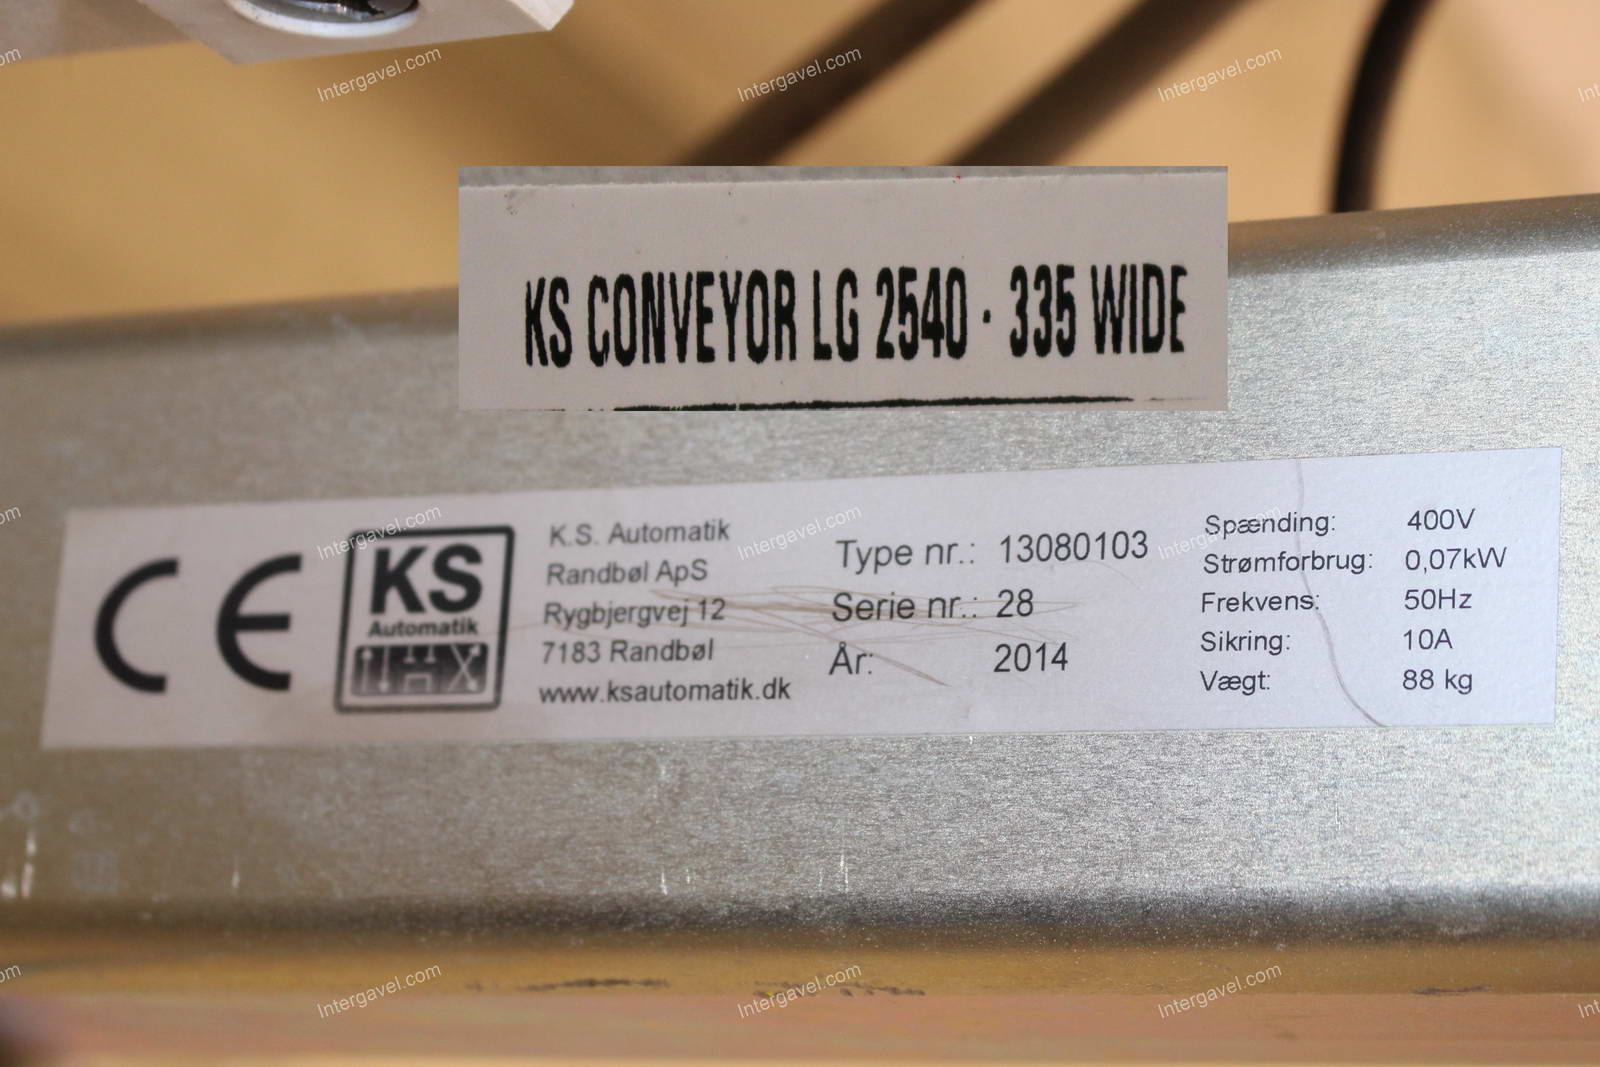 Intergavel.com
KS CONVEYOR LG 2540 · 335 WIDE
CE
KS
Automatik
K.S. Automatik
Randbøl ApS
Rygbjergvej 12
7183 Randbøl
www.ksautomatik.dk
Type nr.: 13080103
Serie nr.: 28
År: 2014
Spænding: 400V
Strømforbrug: 0,07kW
Frekvens: 50Hz
Sikring: 10A
Vægt: 88 kg